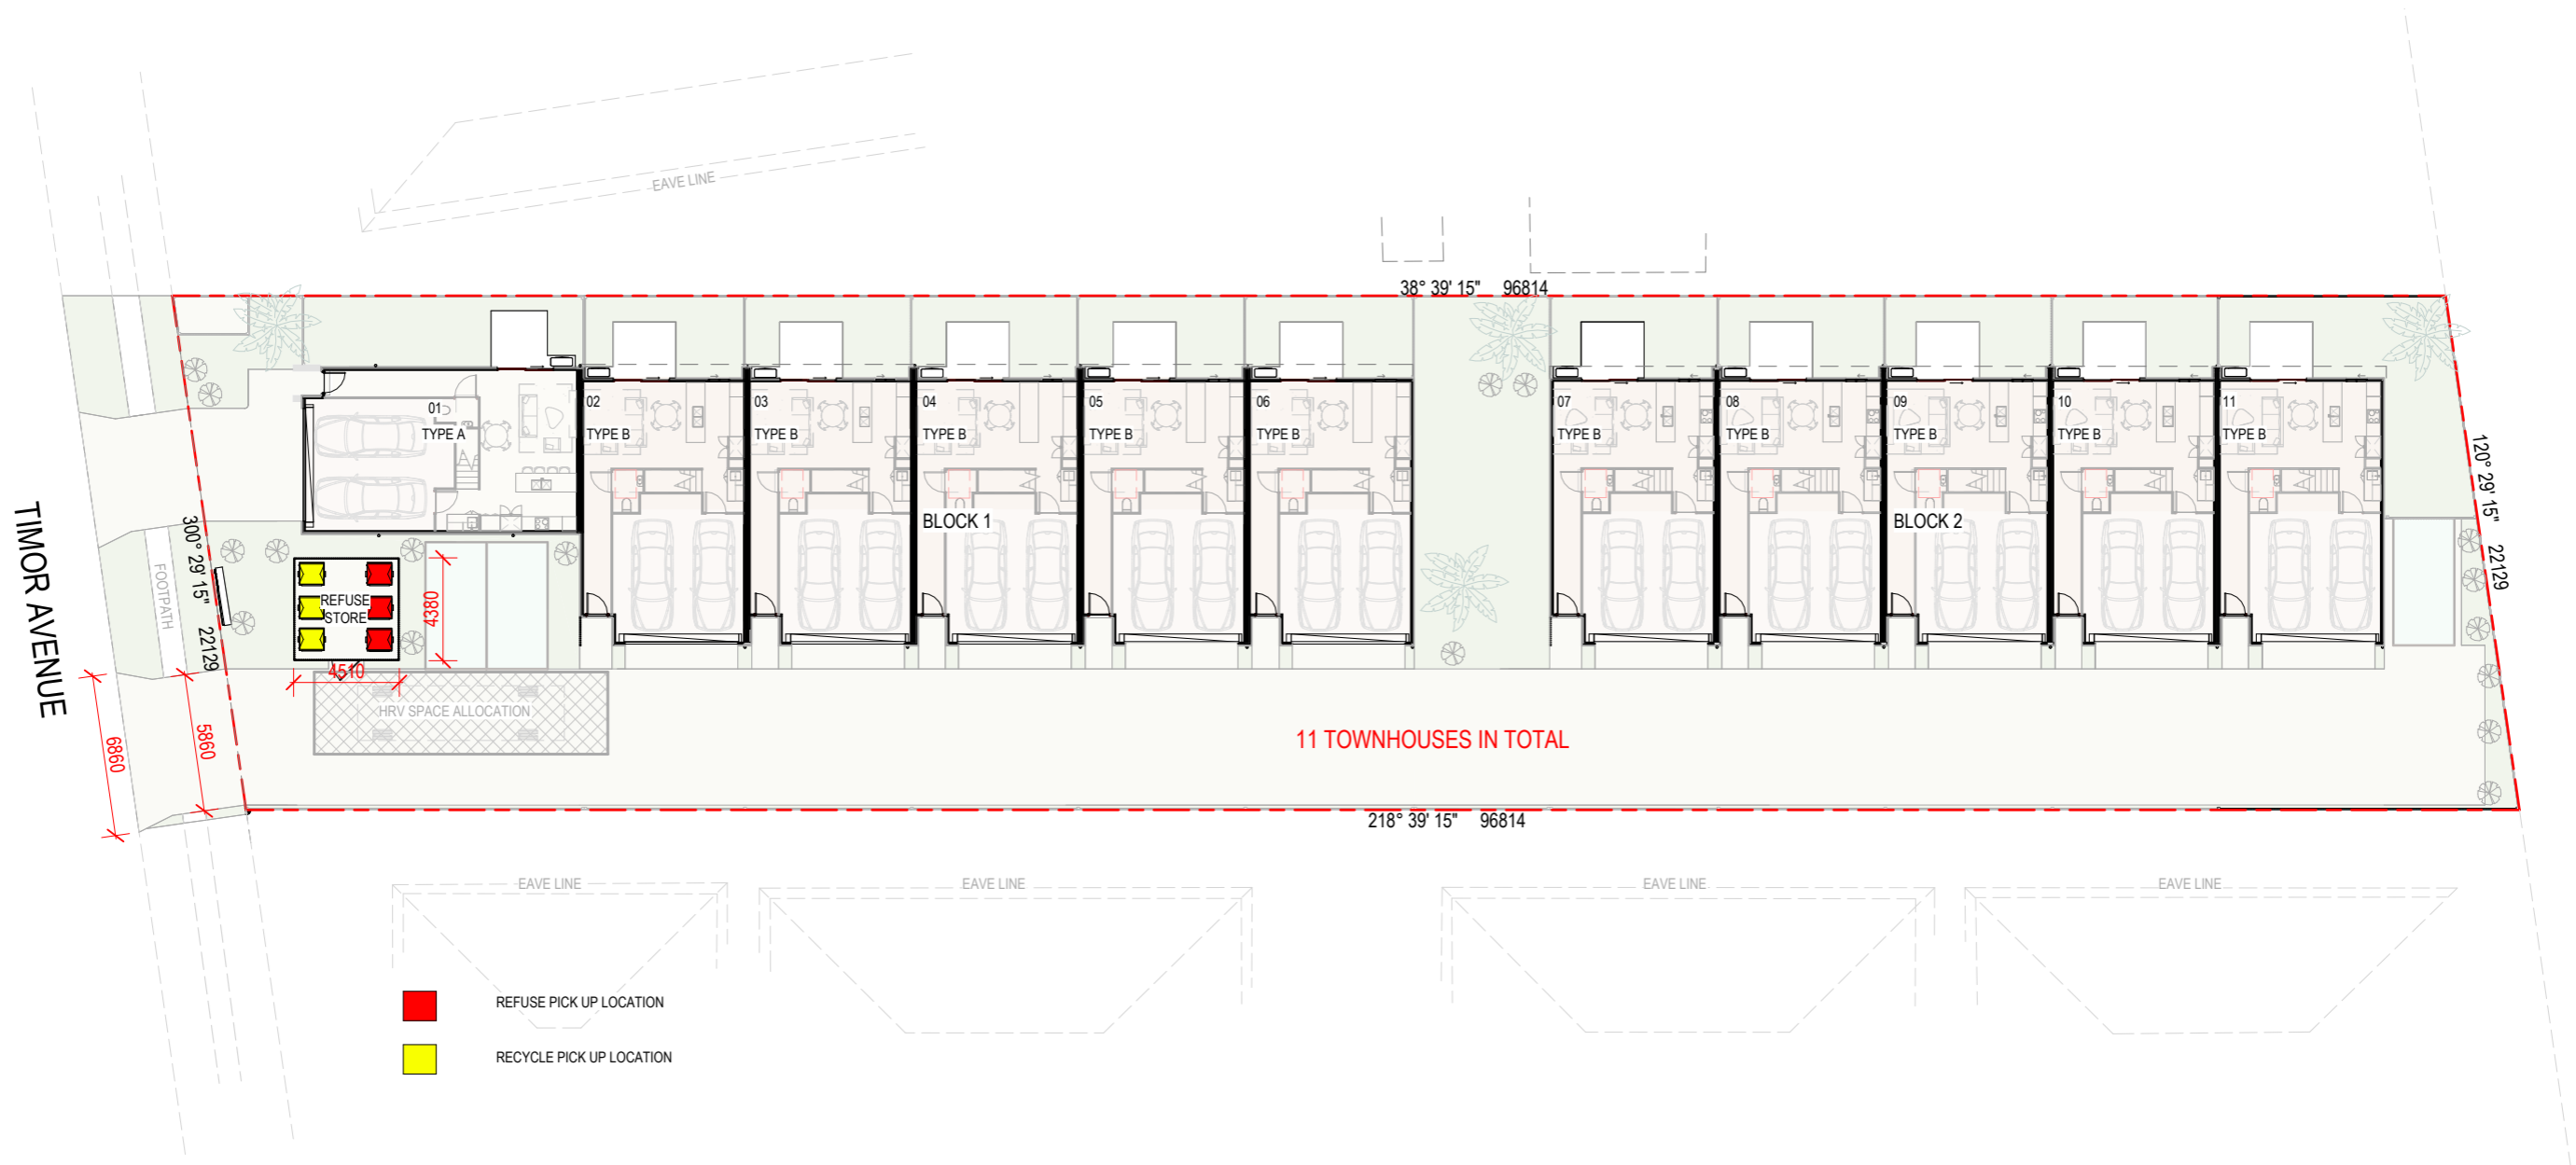 EAVE LINE
38° 39' 15" 96814
01
TYPE A
02
TYPE B
03
TYPE B
04
TYPE B
05
TYPE B
06
TYPE B
07
TYPE B
08
TYPE B
09
TYPE B
10
TYPE B
11
TYPE B
BLOCK 1
BLOCK 2
120° 29' 15" 22129
TIMOR AVENUE
FOOTPATH
300° 29' 15" 22129
REFUSE
STORE
4380
4510
HRV SPACE ALLOCATION
6860
5860
11 TOWNHOUSES IN TOTAL
218° 39' 15" 96814
EAVE LINE
EAVE LINE
EAVE LINE
EAVE LINE
REFUSE PICK UP LOCATION
RECYCLE PICK UP LOCATION